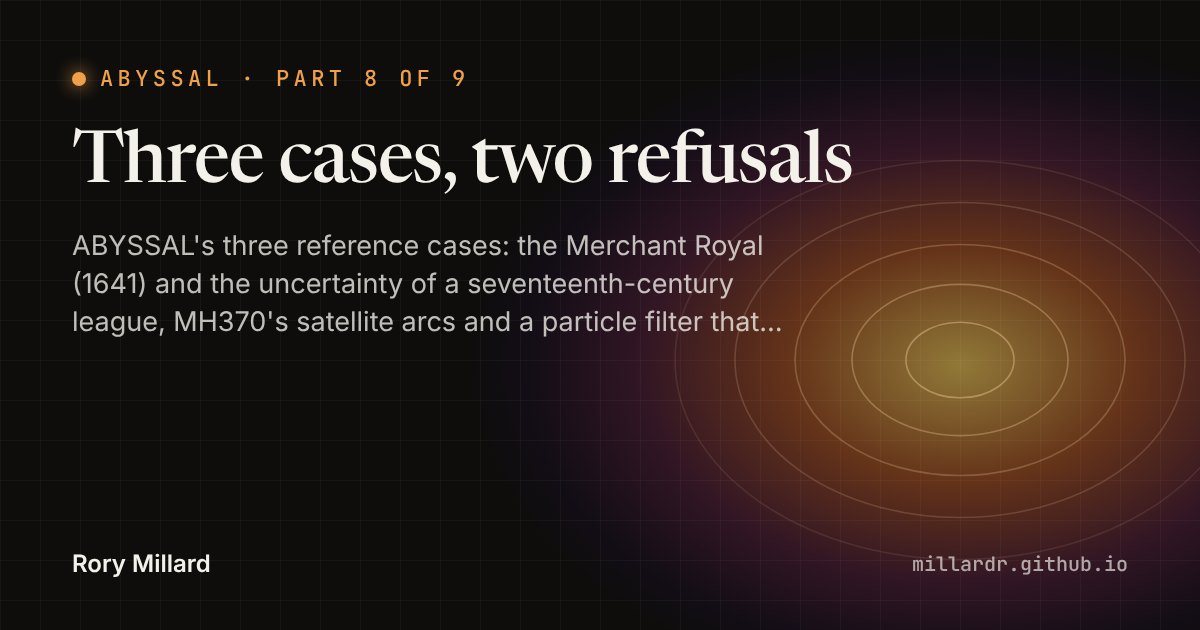 ABYSSAL · PART 8 OF 9
Three cases, two refusals
ABYSSAL's three reference cases: the Merchant Royal
(1641) and the uncertainty of a seventeenth-century
league, MH370's satellite arcs and a particle filter that...
Rory Millard
millardr.github.io